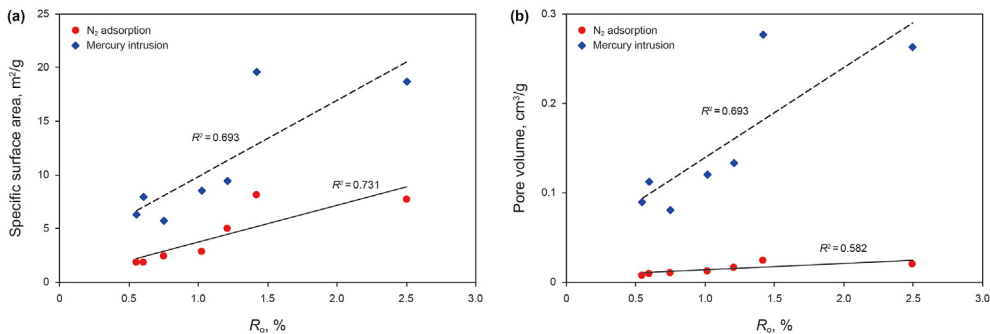 (a)
N₂ adsorption
Mercury intrusion
Specific surface area, m²/g
25
20
15
10
5
0
R² = 0.693
R² = 0.731
0
0.5
1.0
1.5
2.0
2.5
3.0
Rₒ, %
(b)
N₂ adsorption
Mercury intrusion
Pore volume, cm³/g
0.3
0.2
0.1
0
R² = 0.693
R² = 0.582
0
0.5
1.0
1.5
2.0
2.5
3.0
Rₒ, %